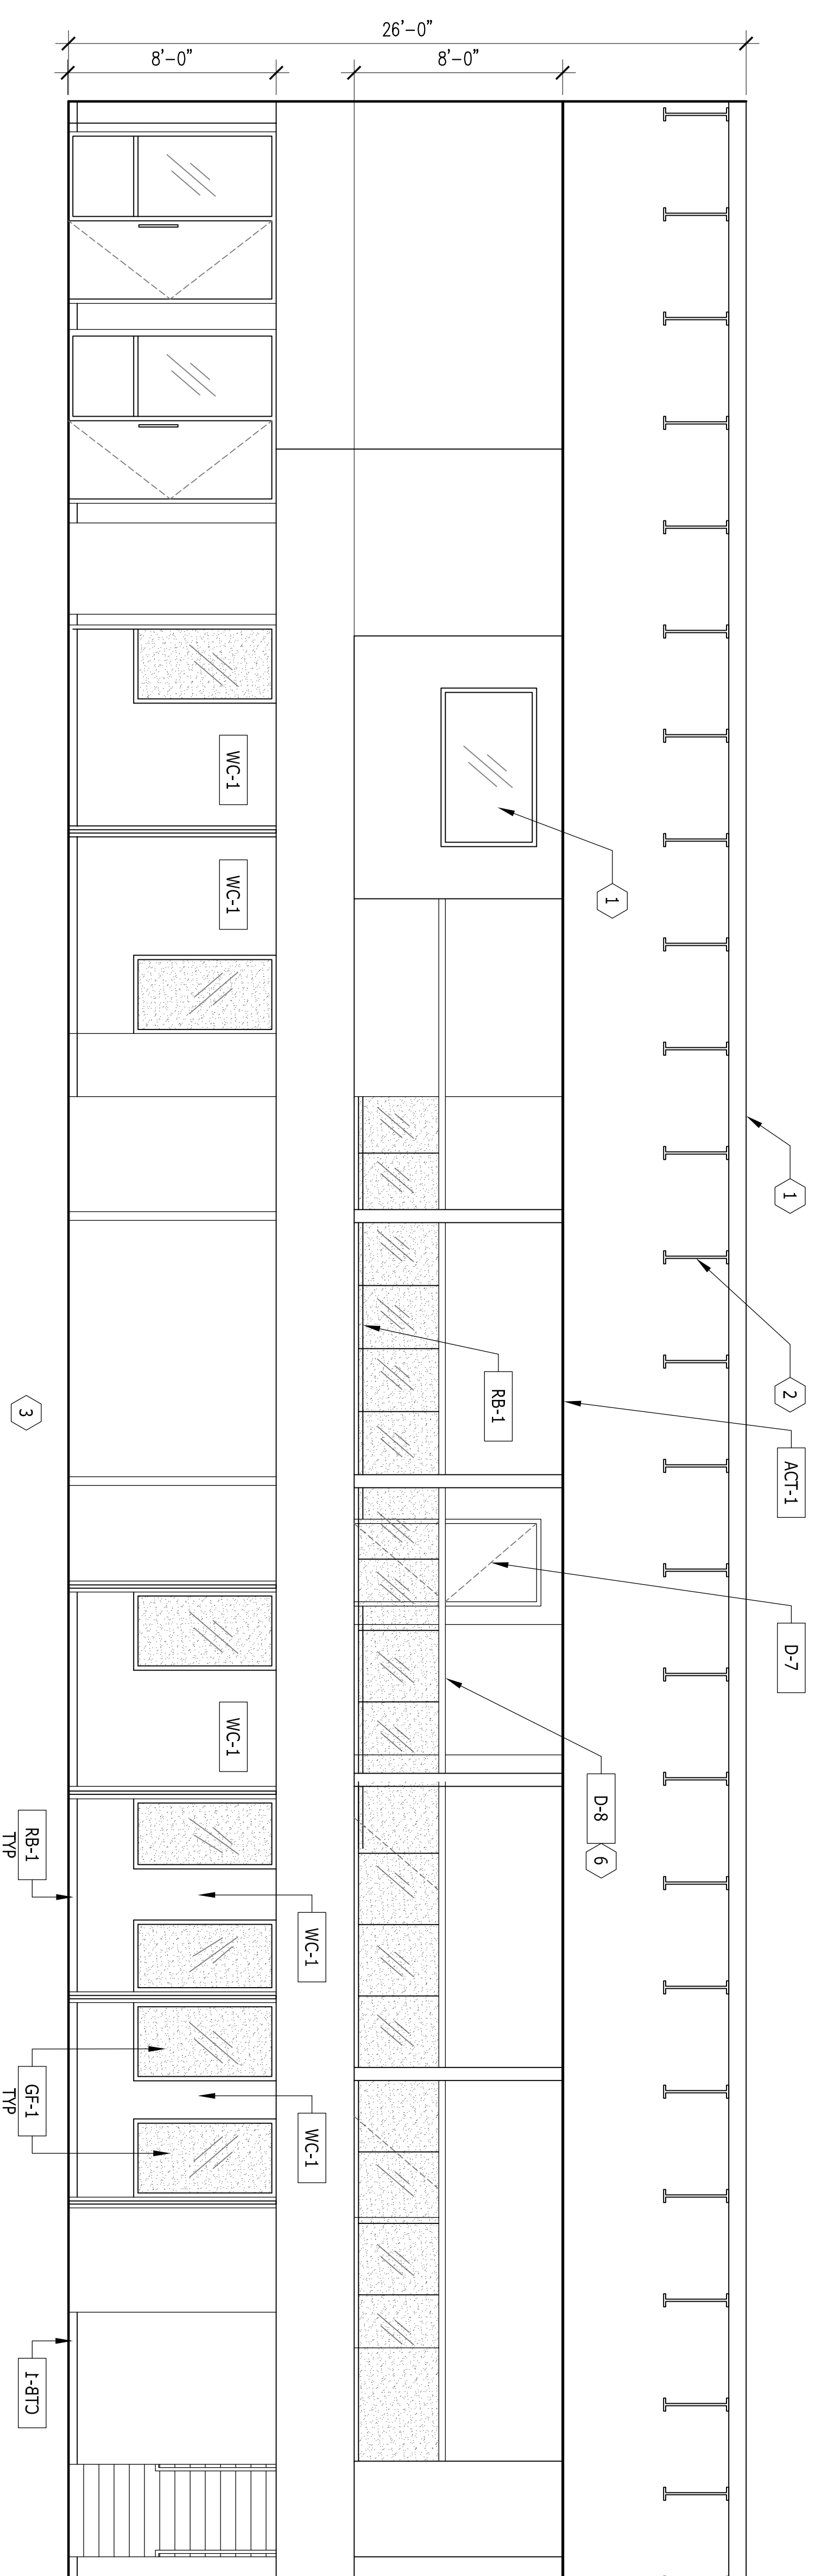 26'-0"
8'-0"
8'-0"
WC-1
WC-1
1
1
2
RB-1
3
ACT-1
D-7
WC-1
D-8
6
RB-1
TYP
WC-1
GF-1
TYP
WC-1
CTB-1